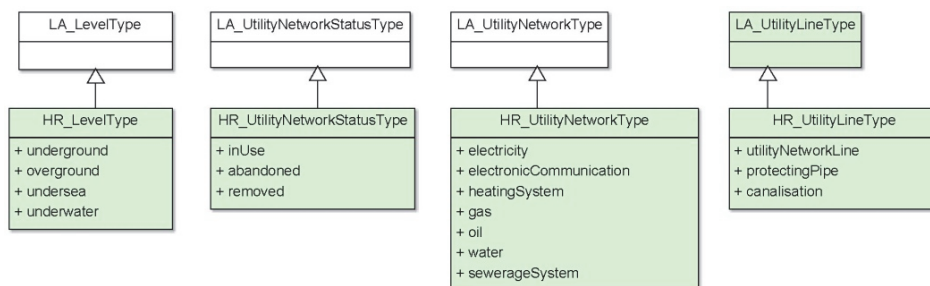 LA_LevelType
HR_LevelType
+ underground
+ overground
+ undersea
+ underwater
LA_UtilityNetworkStatusType
HR_UtilityNetworkStatusType
+ inUse
+ abandoned
+ removed
LA_UtilityNetworkType
HR_UtilityNetworkType
+ electricity
+ electronicCommunication
+ heatingSystem
+ gas
+ oil
+ water
+ sewerageSystem
LA_UtilityLineType
HR_UtilityLineType
+ utilityNetworkLine
+ protectingPipe
+ canalisation